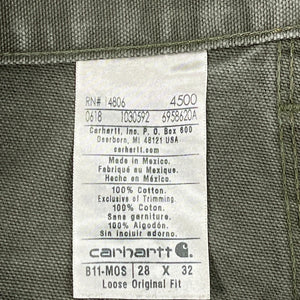 RN# 14806 4500
0618 1030592 6958620A
Carhartt, Inc. P.O. Box 600
Dearborn, MI 48121 USA
carhartt.com
Made in Mexico.
Fabriqué au Mexique.
Hecho en México.
100% Cotton.
Exclusive of Trimming.
100% Coton.
Sans garniture.
100% Algodón.
Sin incluir adorno.
carhartt
811-MOS 28 X 32
Loose Original Fit